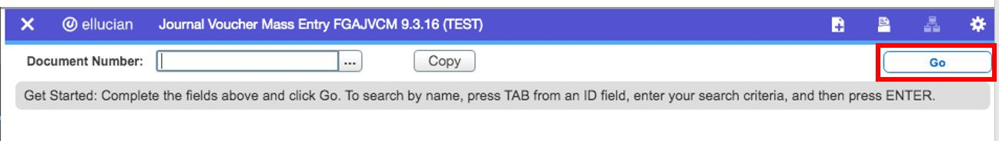 ellucian Journal Voucher Mass Entry FGAJVCM 9.3.16 (TEST)
Document Number: ... Copy Go
Get Started: Complete the fields above and click Go. To search by name, press TAB from an ID field, enter your search criteria, and then press ENTER.